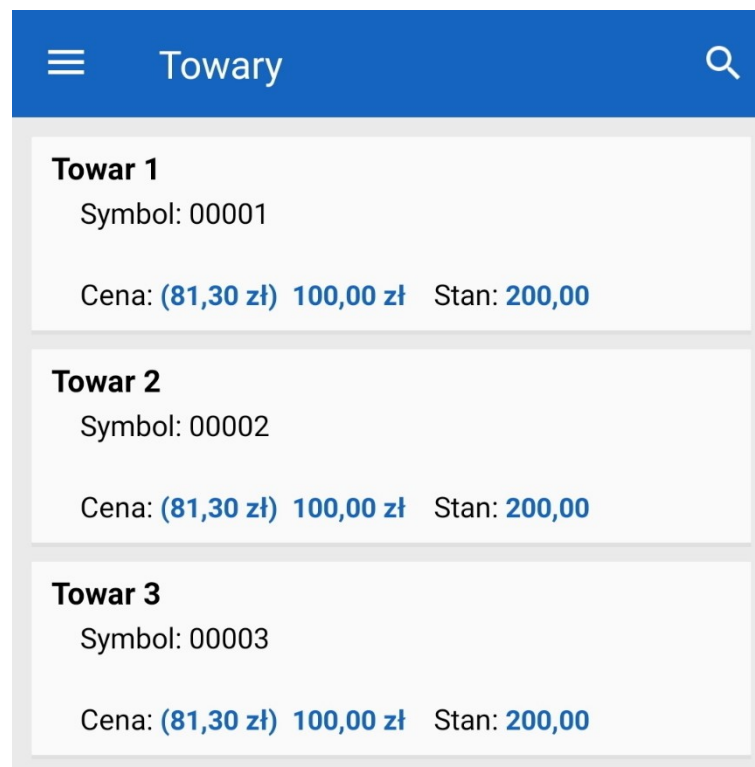 Towary
Towar 1
Symbol: 00001
Cena: (81,30 zł) 100,00 zł Stan: 200,00
Towar 2
Symbol: 00002
Cena: (81,30 zł) 100,00 zł Stan: 200,00
Towar 3
Symbol: 00003
Cena: (81,30 zł) 100,00 zł Stan: 200,00